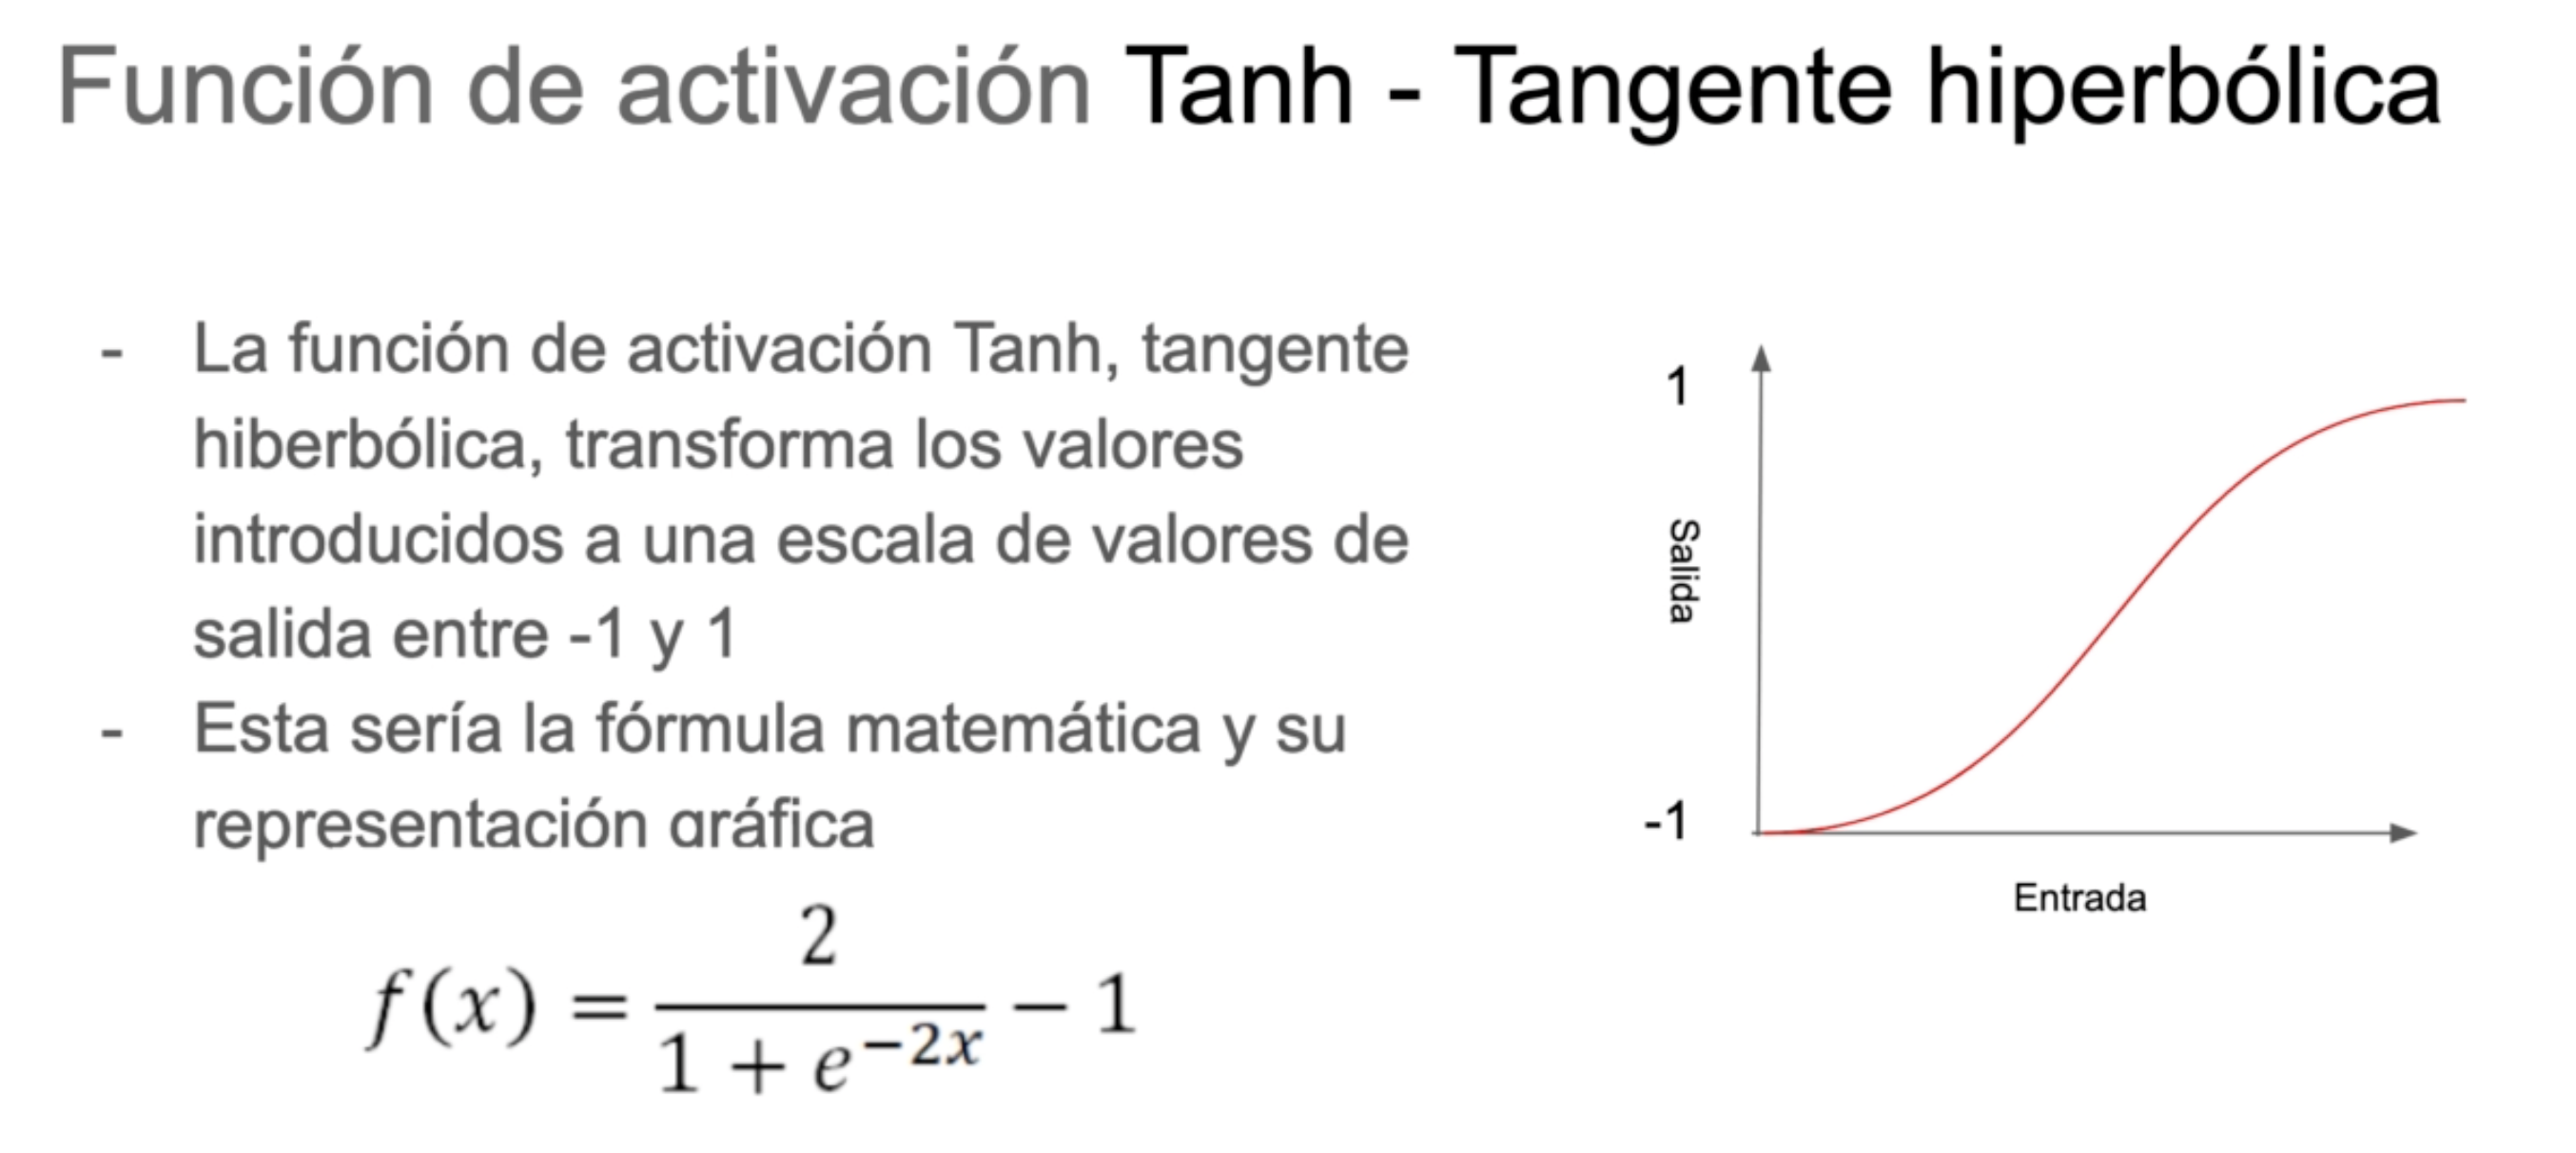 Función de activación Tanh - Tangente hiperbólica
- La función de activación Tanh, tangente
hiberbólica, transforma los valores
introducidos a una escala de valores de
salida entre -1 y 1
- Esta sería la fórmula matemática y su
representación gráfica
f(x) = 2 / (1 + e^{-2x}) - 1
1
Salida
-1
Entrada